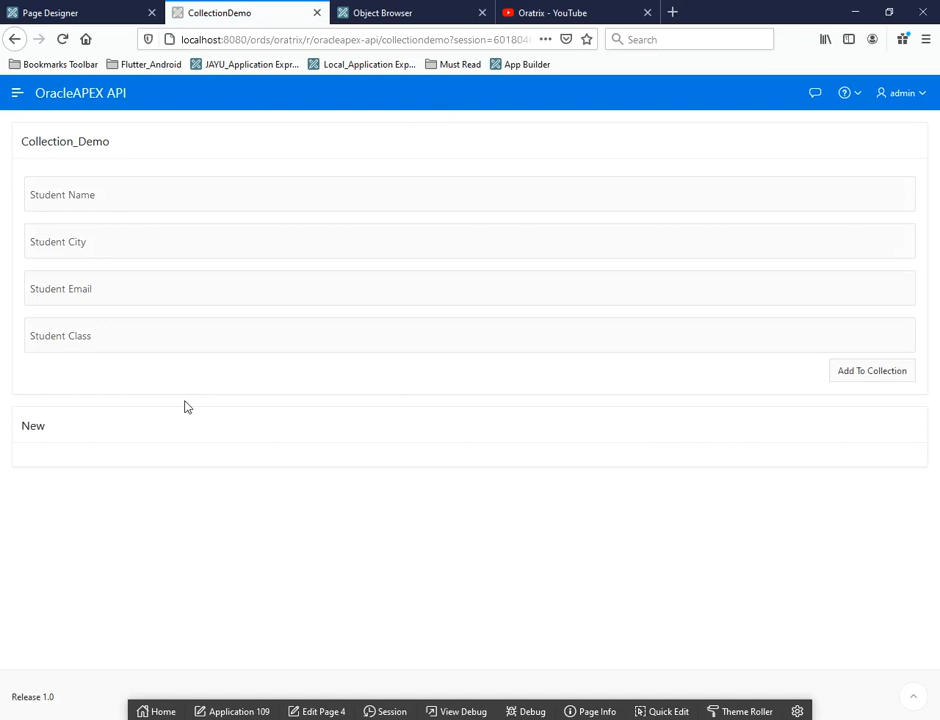 Page Designer
CollectionDemo
Object Browser
Oratrix - YouTube
localhost:8080/ords/oratrix/r/oracleapex-api/collectiondemo?session=6018046
Search
Bookmarks Toolbar
Flutter_Android
JAYU_Application Expr...
Local_Application Exp...
Must Read
App Builder
OracleAPEX API
admin
Collection_Demo
Student Name
Student City
Student Email
Student Class
Add To Collection
New
Release 1.0
Home
Application 109
Edit Page 4
Session
View Debug
Debug
Page Info
Quick Edit
Theme Roller